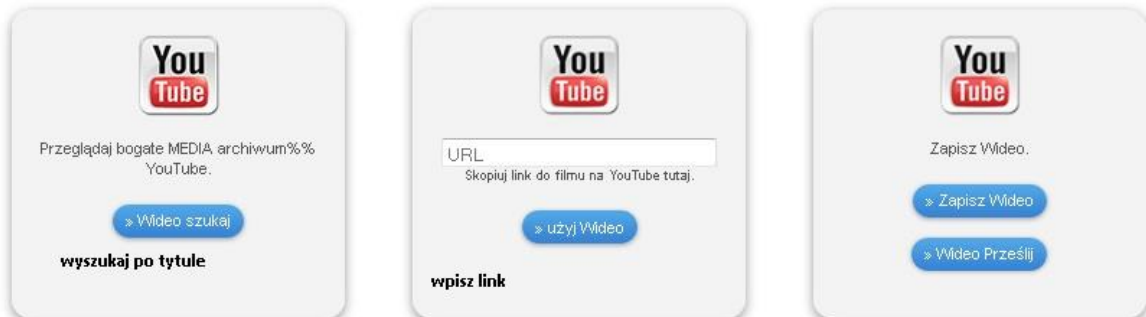 You
Tube
Przeglądaj bogate MEDIA archiwum%%
YouTube.
» Wideo szukaj
wyszukaj po tytule
You
Tube
URL
Skopiuj link do filmu na YouTube tutaj.
» użyj Wideo
wpisz link
You
Tube
Zapisz Wideo.
» Zapisz Wideo
» Wideo Prześlij